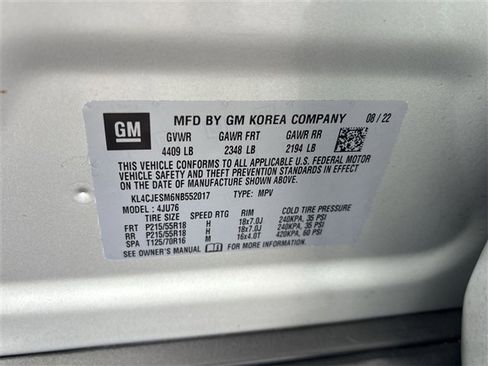 GM
MFD BY GM KOREA COMPANY 08 / 22
GVWR GAWR FRT GAWR RR
4409 LB 2348 LB 2194 LB
THIS VEHICLE CONFORMS TO ALL APPLICABLE U.S. FEDERAL MOTOR
VEHICLE SAFETY AND THEFT PREVENTION STANDARDS IN EFFECT ON
THE DATE OF MANUFACTURE SHOWN ABOVE.
KL4CJESM6NB552017 TYPE: MPV
MODEL : 4JU76
TIRE SIZE SPEED RTG RIM COLD TIRE PRESSURE
FRT P215/55R18 H 18x7.0J 240KPA, 35 PSI
RR P215/55R18 H 18x7.0J 240KPA, 35 PSI
SPA T125/70R16 M 16x4.0T 420KPA, 60 PSI
SEE OWNER'S MANUAL FOR MORE INFORMATION.